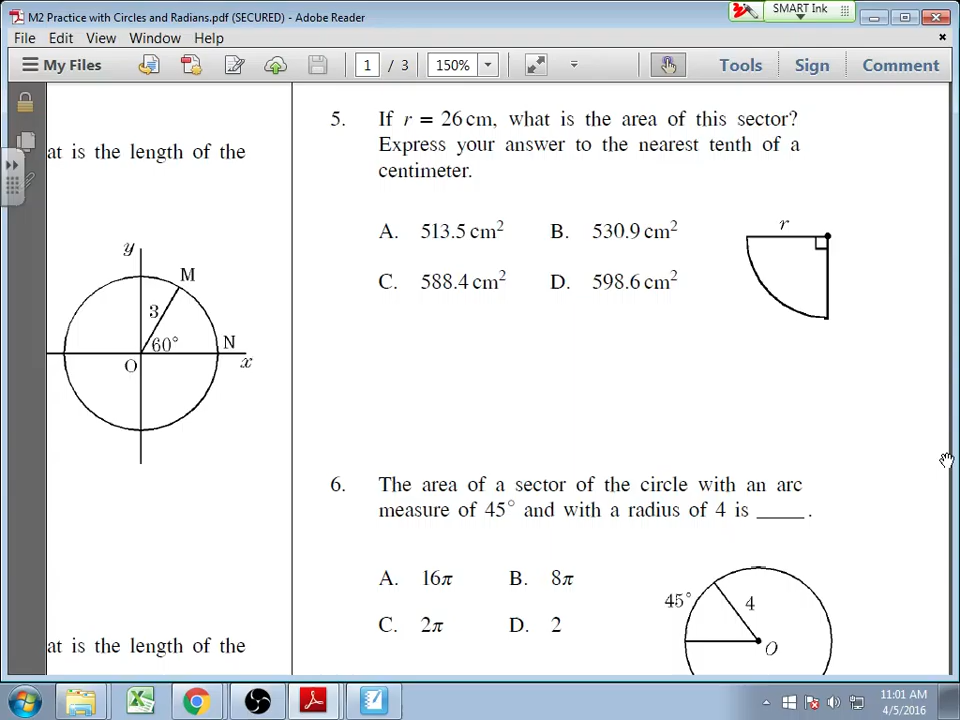 M2 Practice with Circles and Radians.pdf (SECURED) - Adobe Reader
SMART Ink
File Edit View Window Help
My Files 1 / 3 150% Tools Sign Comment
at is the length of the
y
M
3
60°
N
O
x
at is the length of the
5. If r = 26 cm, what is the area of this sector?
Express your answer to the nearest tenth of a
centimeter.
A. 513.5 cm² B. 530.9 cm²
C. 588.4 cm² D. 598.6 cm²
r
6. The area of a sector of the circle with an arc
measure of 45° and with a radius of 4 is _____ .
A. 16π B. 8π
C. 2π D. 2
45°
4
O
11:01 AM
4/5/2016